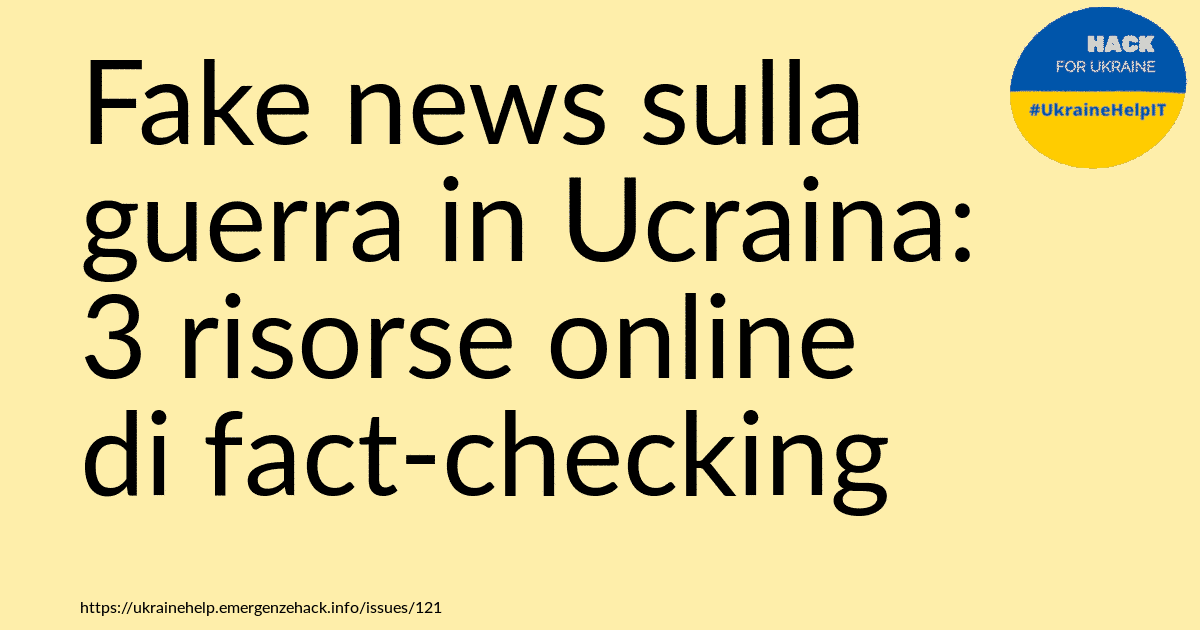 Fake news sulla
guerra in Ucraina:
3 risorse online
di fact-checking
HACK
FOR UKRAINE
#UkraineHelpIT
https://ukrainehelp.emergenzehack.info/issues/121